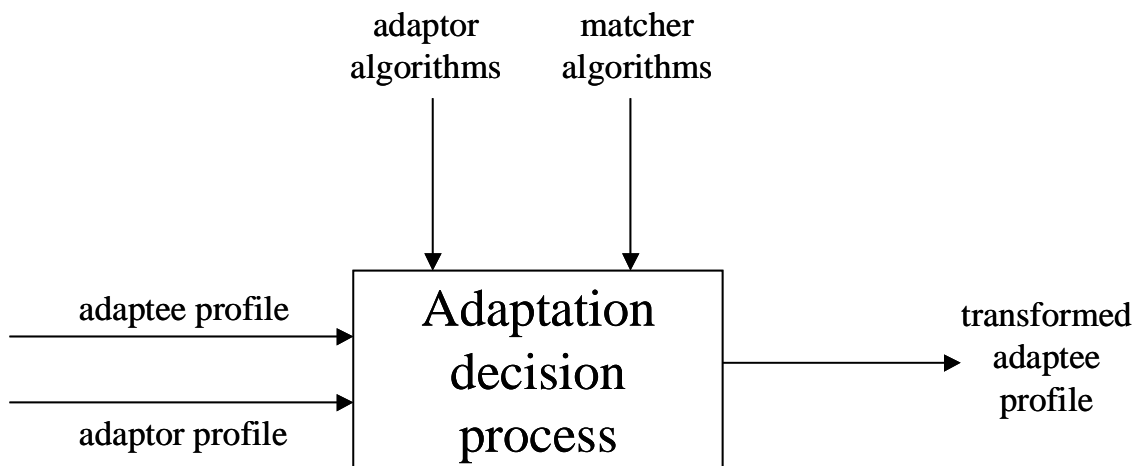 adaptor
algorithms
matcher
algorithms
adaptee profile
adaptor profile
Adaptation
decision
process
transformed
adaptee
profile